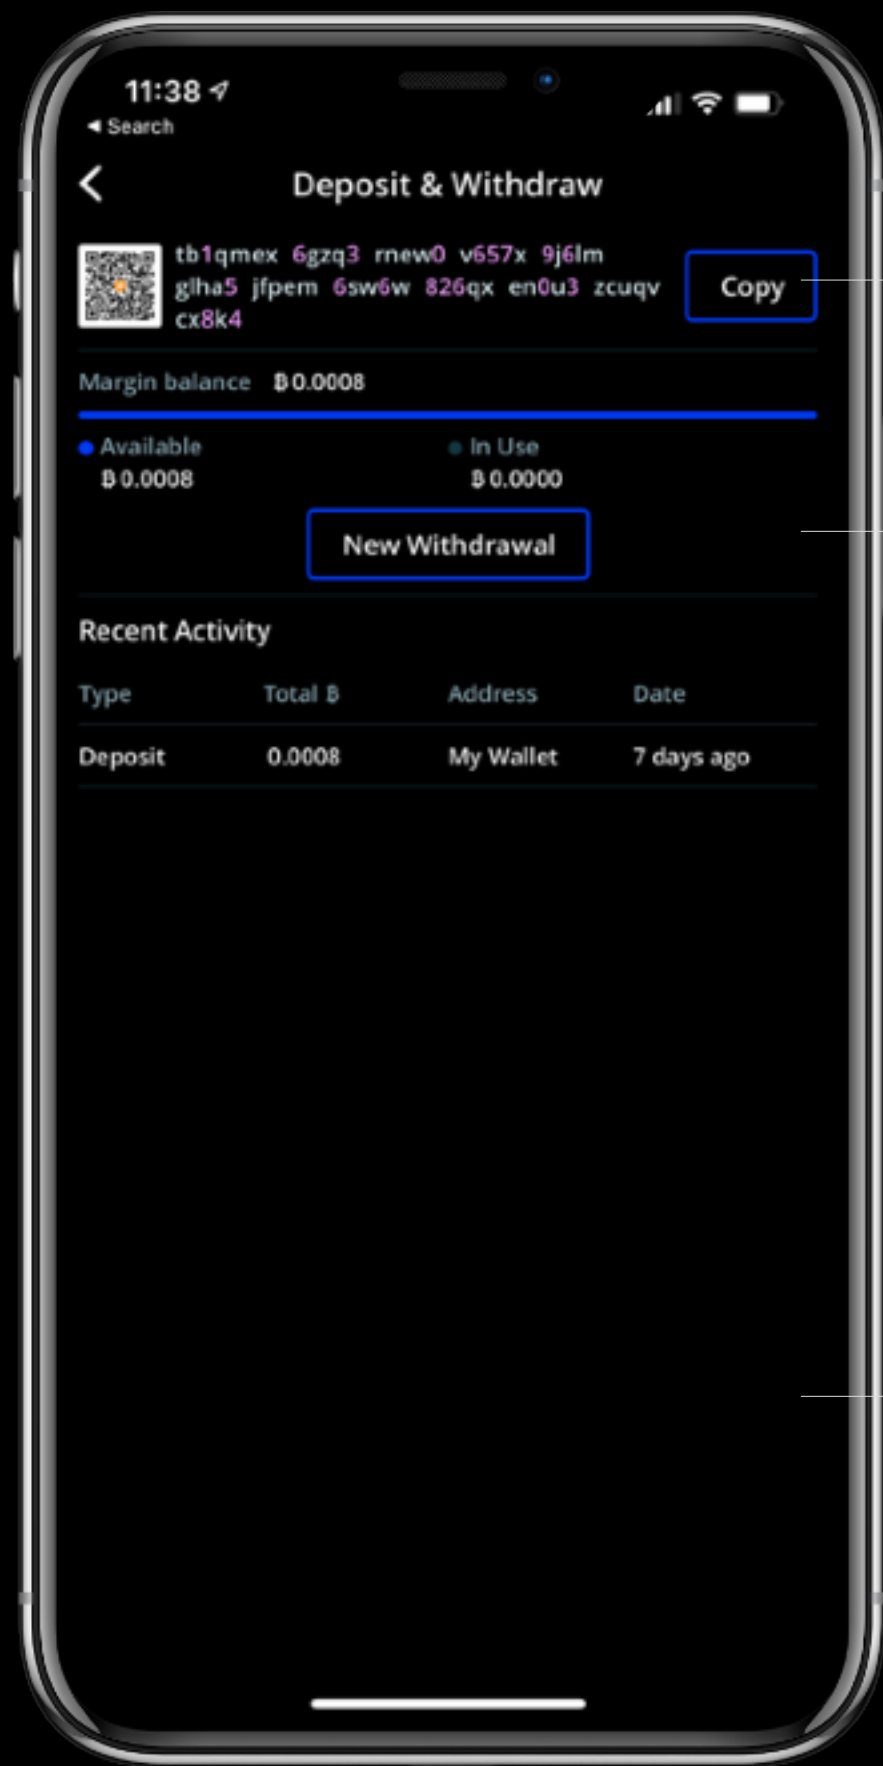 11:38
◀ Search
Deposit & Withdraw
tb1qmex 6gzq3 rnew0 v657x 9j6lm
glha5 jfpem 6sw6w 826qx en0u3 zcuqv
cx8k4
Copy
Margin balance ₿0.0008
Available
₿0.0008
In Use
₿0.0000
New Withdrawal
Recent Activity
Type Total ₿ Address Date
Deposit 0.0008 My Wallet 7 days ago